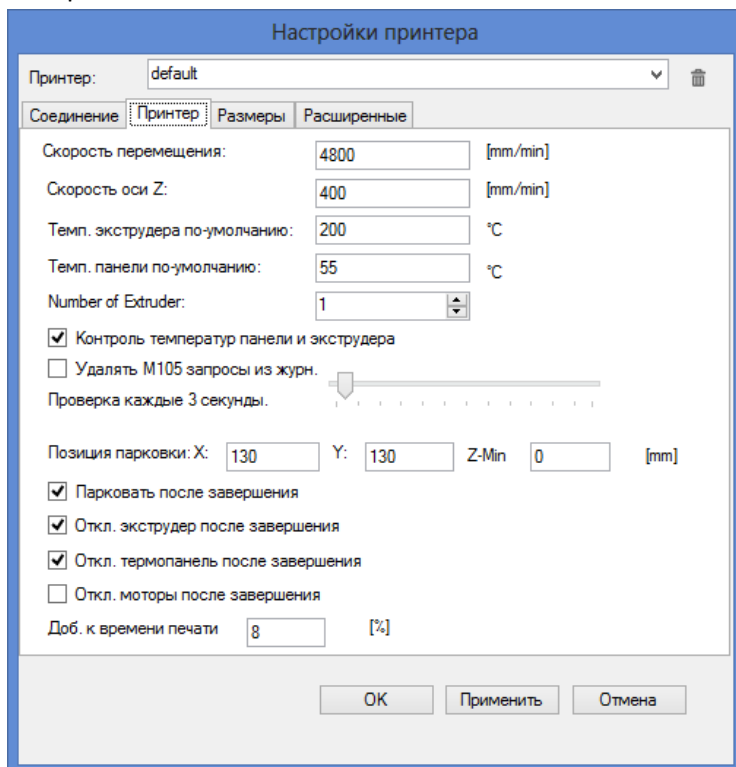 Настройки принтера
Принтер: default
Соединение Принтер Размеры Расширенные
Скорость перемещения: 4800 [mm/min]
Скорость оси Z: 400 [mm/min]
Темп. экструдера по-умолчанию: 200 °C
Темп. панели по-умолчанию: 55 °C
Number of Extruder: 1
Контроль температур панели и экструдера
Удалять M105 запросы из журн.
Проверка каждые 3 секунды.
Позиция парковки: X: 130 Y: 130 Z-Min 0 [mm]
Парковать после завершения
Откл. экструдер после завершения
Откл. термопанель после завершения
Откл. моторы после завершения
Доб. к времени печати 8 [%]
OK Применить Отмена